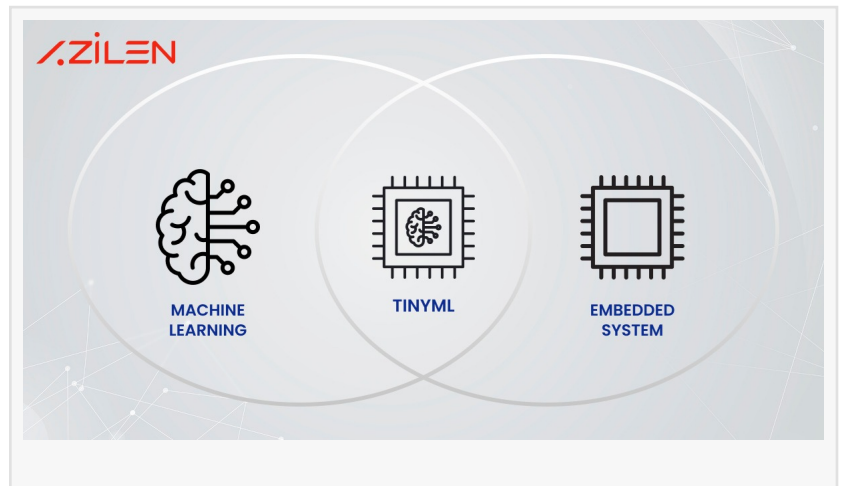 AZILEN
MACHINE
LEARNING
TINYML
EMBEDDED
SYSTEM